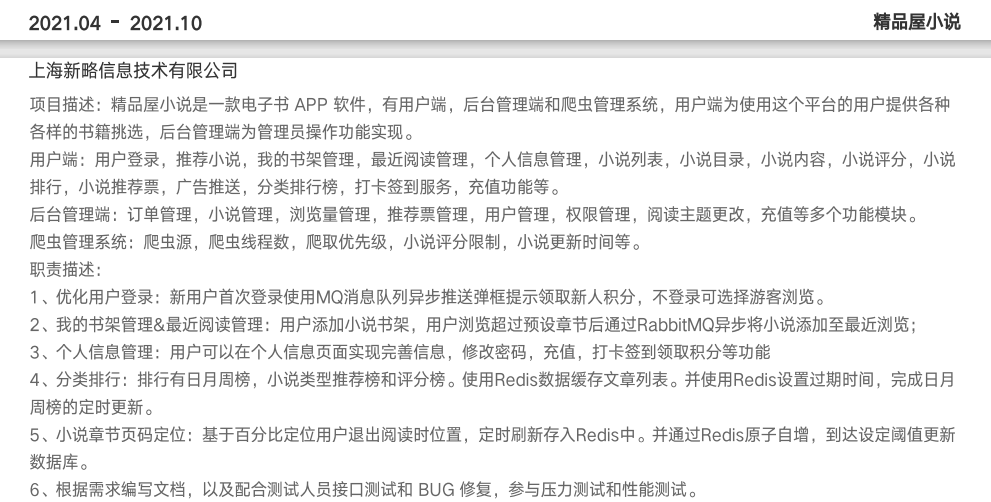 2021.04 - 2021.10 精品屋小说
上海新略信息技术有限公司
项目描述：精品屋小说是一款电子书 APP 软件，有用户端，后台管理端和爬虫管理系统，用户端为使用这个平台的用户提供各种
各样的书籍挑选，后台管理端为管理员操作功能实现。
用户端：用户登录，推荐小说，我的书架管理，最近阅读管理，个人信息管理，小说列表，小说目录，小说内容，小说评分，小说
排行，小说推荐票，广告推送，分类排行榜，打卡签到服务，充值功能等。
后台管理端：订单管理，小说管理，浏览量管理，推荐票管理，用户管理，权限管理，阅读主题更改，充值等多个功能模块。
爬虫管理系统：爬虫源，爬虫线程数，爬取优先级，小说评分限制，小说更新时间等。
职责描述：
1、优化用户登录：新用户首次登录使用MQ消息队列异步推送弹框提示领取新人积分，不登录可选择游客浏览。
2、我的书架管理&最近阅读管理：用户添加小说书架，用户浏览超过预设章节后通过RabbitMQ异步将小说添加至最近浏览；
3、个人信息管理：用户可以在个人信息页面实现完善信息，修改密码，充值，打卡签到领取积分等功能
4、分类排行：排行有日月周榜，小说类型推荐榜和评分榜。使用Redis数据缓存文章列表。并使用Redis设置过期时间，完成日月
周榜的定时更新。
5、小说章节页码定位：基于百分比定位用户退出阅读时位置，定时刷新存入Redis中。并通过Redis原子自增，到达设定阈值更新
数据库。
6、根据需求编写文档，以及配合测试人员接口测试和 BUG 修复，参与压力测试和性能测试。